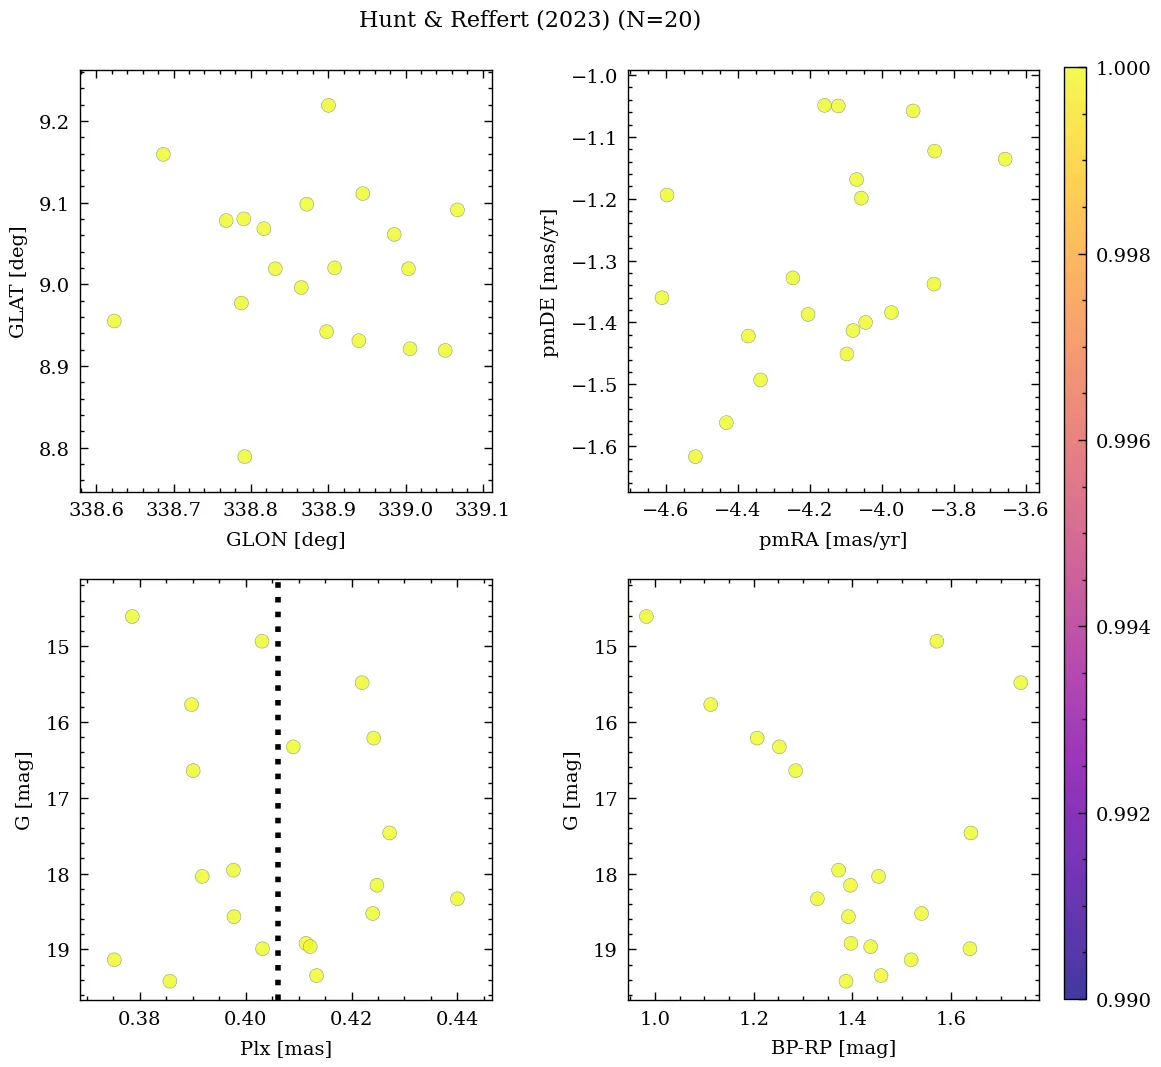 Hunt & Reffert (2023) (N=20)
9.2
9.1
9.0
8.9
8.8
GLAT [deg]
338.6 338.7 338.8 338.9 339.0 339.1
GLON [deg]
−1.0
−1.1
−1.2
−1.3
−1.4
−1.5
−1.6
pmDE [mas/yr]
−4.6 −4.4 −4.2 −4.0 −3.8 −3.6
pmRA [mas/yr]
15
16
17
18
19
G [mag]
0.38 0.40 0.42 0.44
Plx [mas]
15
16
17
18
19
G [mag]
1.0 1.2 1.4 1.6
BP-RP [mag]
1.000
0.998
0.996
0.994
0.992
0.990